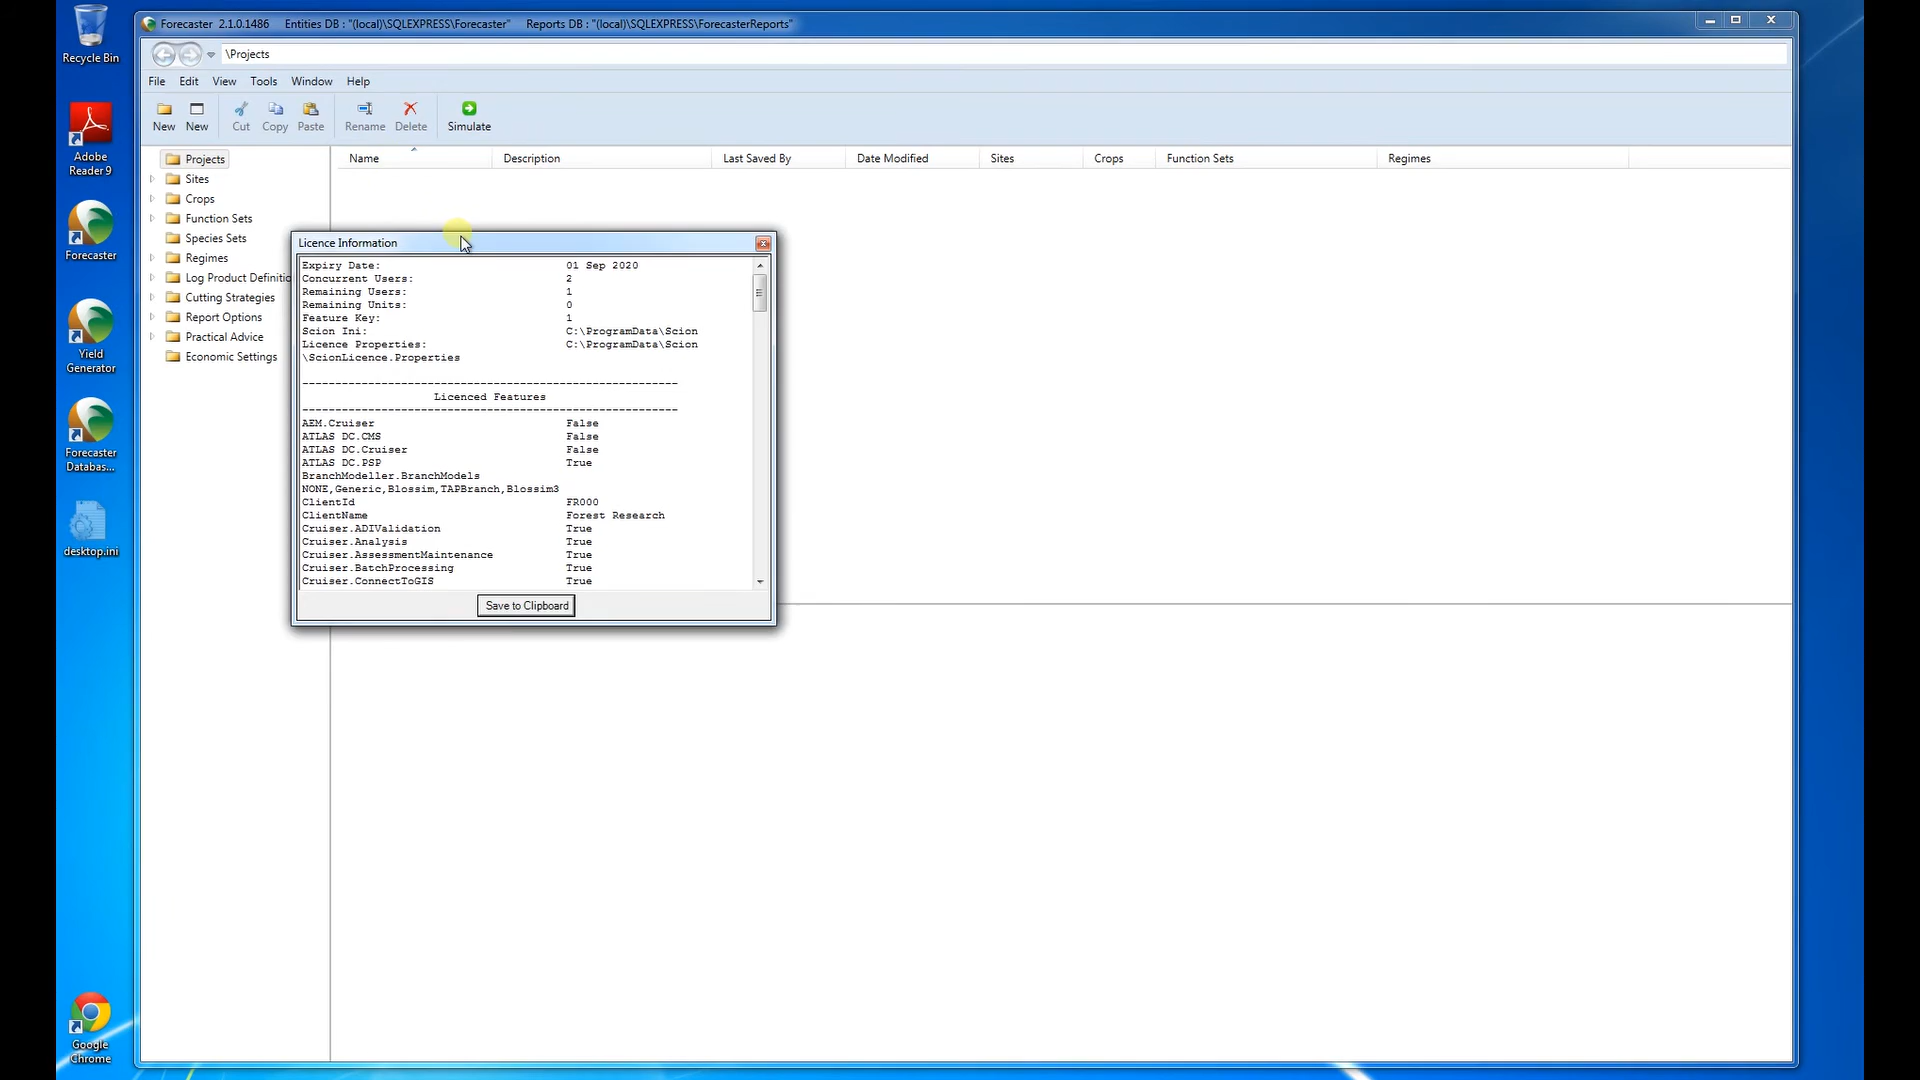 Recycle Bin
Adobe
Reader 9
Forecaster
Yield
Generator
Forecaster
Databas...
desktop.ini
Google
Chrome
Forecaster 2.1.0.1486 Entities DB : "(local)\SQLEXPRESS\Forecaster" Reports DB : "(local)\SQLEXPRESS\ForecasterReports"
\Projects
File Edit View Tools Window Help
New New Cut Copy Paste Rename Delete Simulate
Projects
Sites
Crops
Function Sets
Species Sets
Regimes
Log Product Definitio
Cutting Strategies
Report Options
Practical Advice
Economic Settings
Name Description Last Saved By Date Modified Sites Crops Function Sets Regimes
Licence Information
Expiry Date: 01 Sep 2020
Concurrent Users: 2
Remaining Users: 1
Remaining Units: 0
Feature Key: 1
Scion Ini: C:\ProgramData\Scion
Licence Properties: C:\ProgramData\Scion
\ScionLicence.Properties
---------------------------------------------------------
Licenced Features
---------------------------------------------------------
AEM.Cruiser False
ATLAS DC.CMS False
ATLAS DC.Cruiser False
ATLAS DC.PSP True
BranchModeller.BranchModels
NONE,Generic,Blossim,TAPBranch,Blossim3
ClientId FR000
ClientName Forest Research
Cruiser.ADIValidation True
Cruiser.Analysis True
Cruiser.AssessmentMaintenance True
Cruiser.BatchProcessing True
Cruiser.ConnectToGIS True
Save to Clipboard